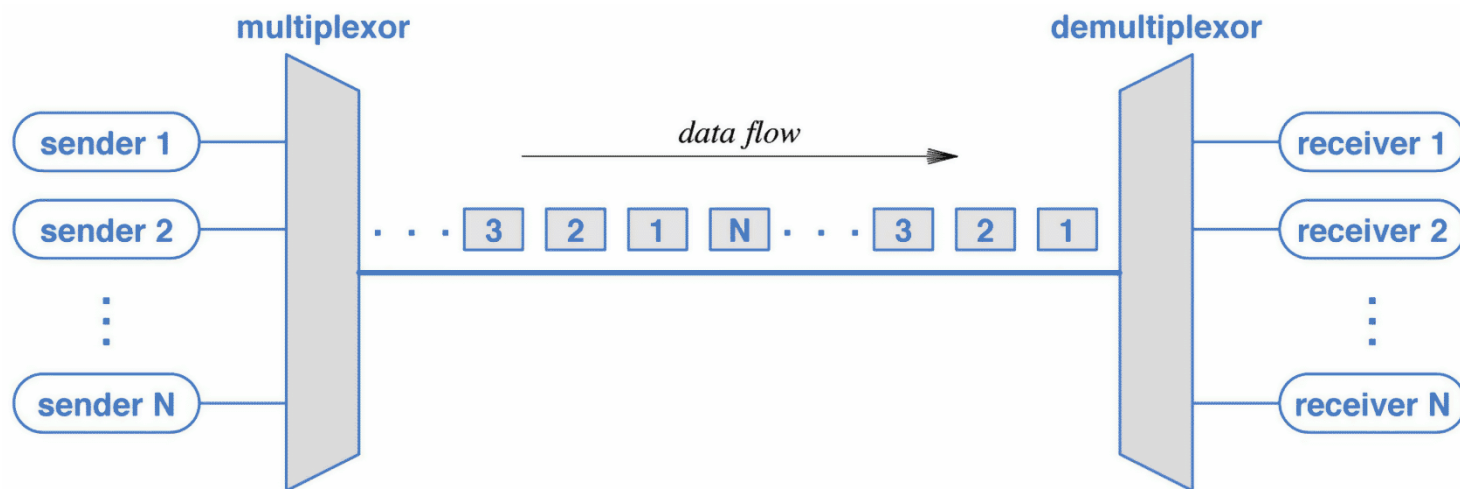 multiplexor
demultiplexor
data flow
sender 1
receiver 1
sender 2
. . . 3 2 1 N . . . 3 2 1
receiver 2
sender N
receiver N